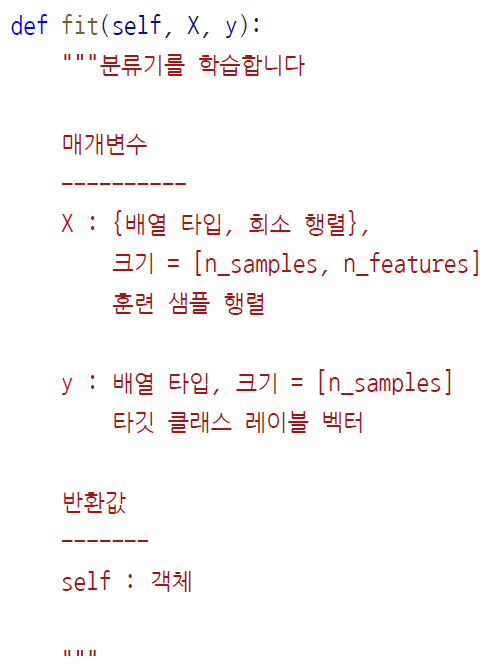 def fit(self, X, y):
"""분류기를 학습합니다
매개변수
----------
X : {배열 타입, 희소 행렬},
크기 = [n_samples, n_features]
훈련 샘플 행렬
y : 배열 타입, 크기 = [n_samples]
타깃 클래스 레이블 벡터
반환값
-------
self : 객체
"""